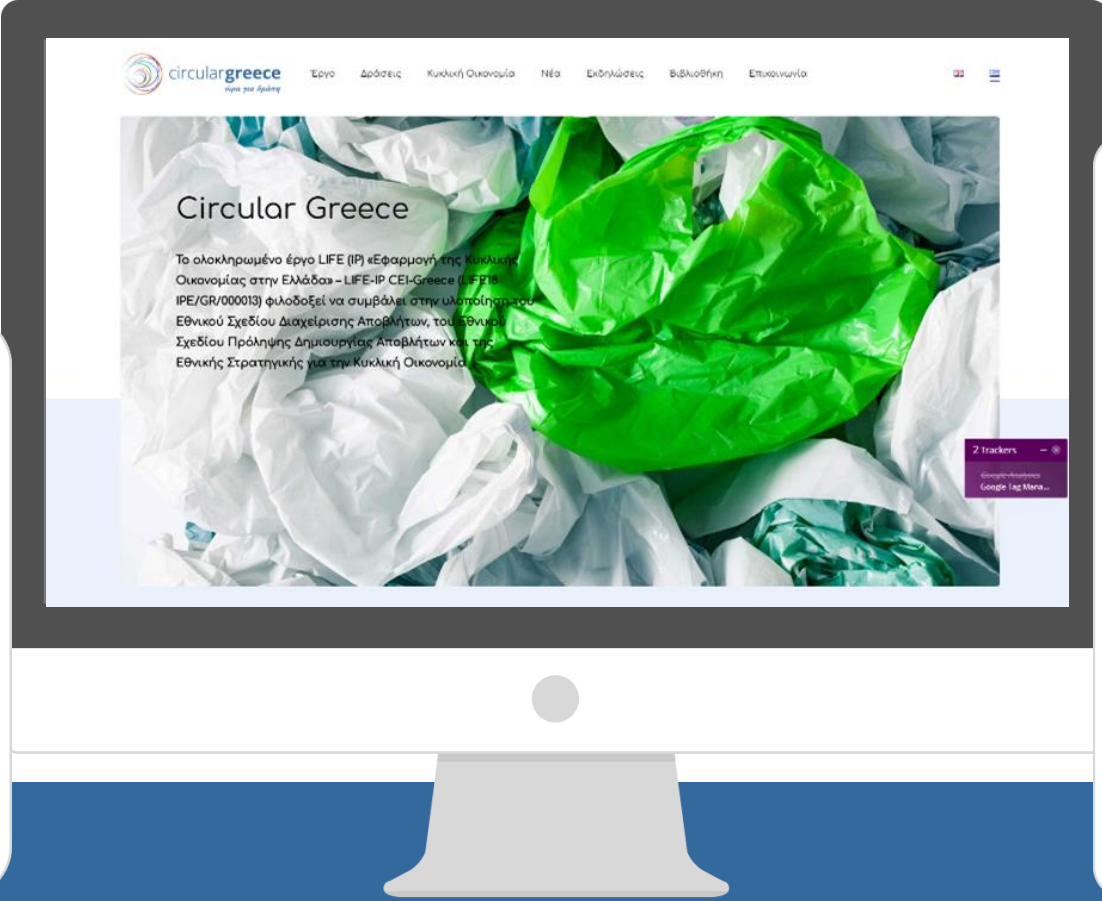 circulargreece
ώρα για δράση
Έργο Δράσεις Κυκλική Οικονομία Νέα Εκδηλώσεις Βιβλιοθήκη Επικοινωνία
Circular Greece
Το ολοκληρωμένο έργο LIFE (IP) «Εφαρμογή της Κυκλικής
Οικονομίας στην Ελλάδα» – LIFE-IP CEI-Greece (LIFE18
IPE/GR/000013) φιλοδοξεί να συμβάλει στην υλοποίηση του
Εθνικού Σχεδίου Διαχείρισης Αποβλήτων, του Εθνικού
Σχεδίου Πρόληψης Δημιουργίας Αποβλήτων και της
Εθνικής Στρατηγικής για την Κυκλική Οικονομία
2 Trackers
Google Analytics
Google Tag Mana...